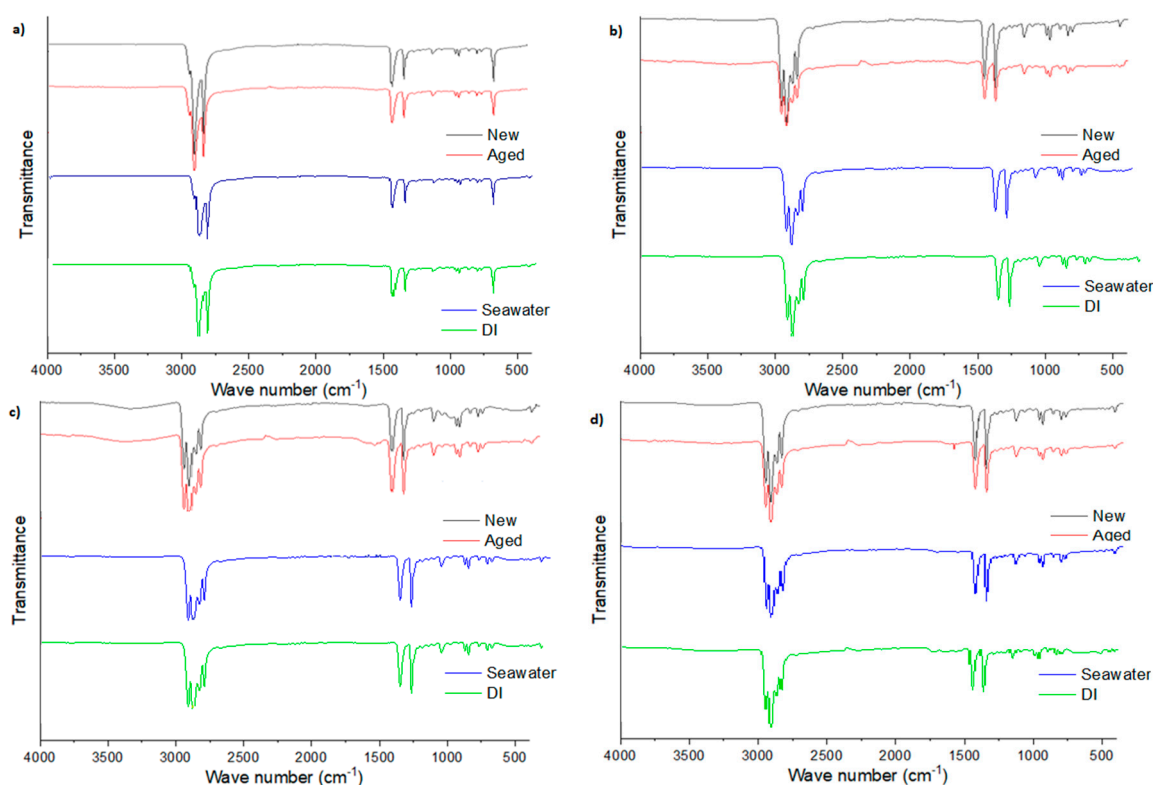 a)
Transmittance
New
Aged
Seawater
DI
4000 3500 3000 2500 2000 1500 1000 500
Wave number (cm-1)
b)
Transmittance
New
Aged
Seawater
DI
4000 3500 3000 2500 2000 1500 1000 500
Wave number (cm-1)
c)
Transmittance
New
Aged
Seawater
DI
4000 3500 3000 2500 2000 1500 1000 500
Wave number (cm-1)
d)
Transmittance
New
Aged
Seawater
DI
4000 3500 3000 2500 2000 1500 1000 500
Wave number (cm-1)